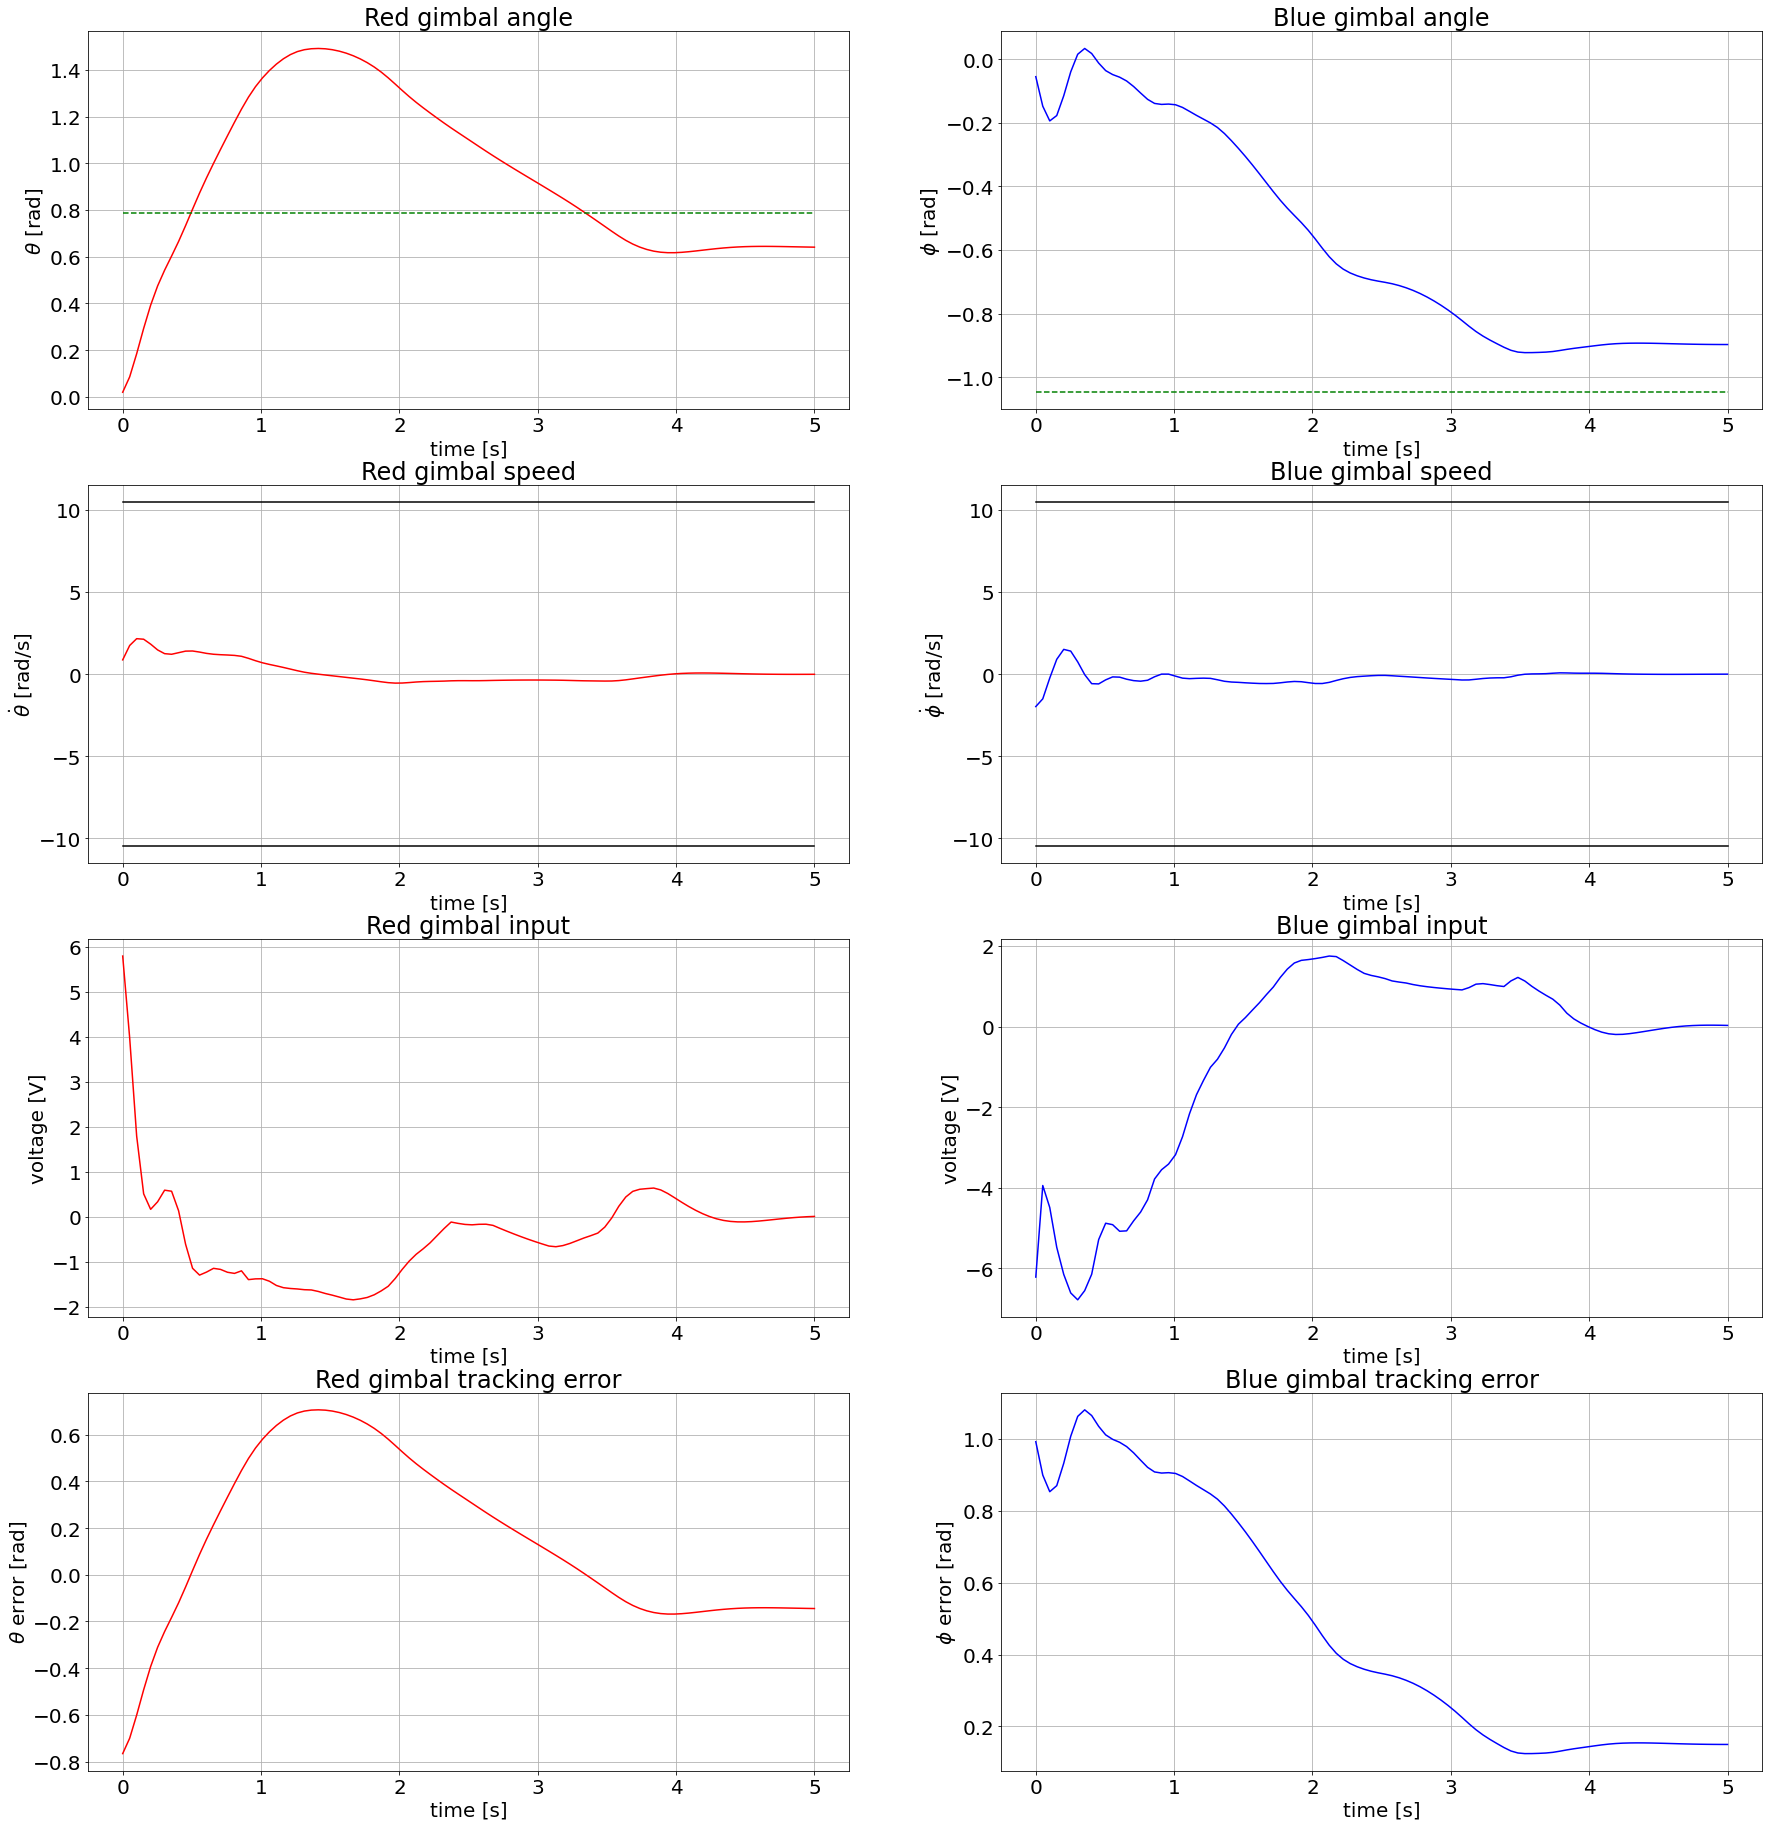 Red gimbal angle
1.4
1.2
1.0
0.8
0.6
0.4
0.2
0.0
θ [rad]
0 1 2 3 4 5
time [s]
Blue gimbal angle
0.0
−0.2
−0.4
−0.6
−0.8
−1.0
ϕ [rad]
0 1 2 3 4 5
time [s]
Red gimbal speed
10
5
0
−5
−10
θ̇ [rad/s]
0 1 2 3 4 5
time [s]
Blue gimbal speed
10
5
0
−5
−10
ϕ̇ [rad/s]
0 1 2 3 4 5
time [s]
Red gimbal input
6
5
4
3
2
1
0
−1
−2
voltage [V]
0 1 2 3 4 5
time [s]
Blue gimbal input
2
0
−2
−4
−6
voltage [V]
0 1 2 3 4 5
time [s]
Red gimbal tracking error
0.6
0.4
0.2
0.0
−0.2
−0.4
−0.6
−0.8
θ error [rad]
0 1 2 3 4 5
time [s]
Blue gimbal tracking error
1.0
0.8
0.6
0.4
0.2
ϕ error [rad]
0 1 2 3 4 5
time [s]